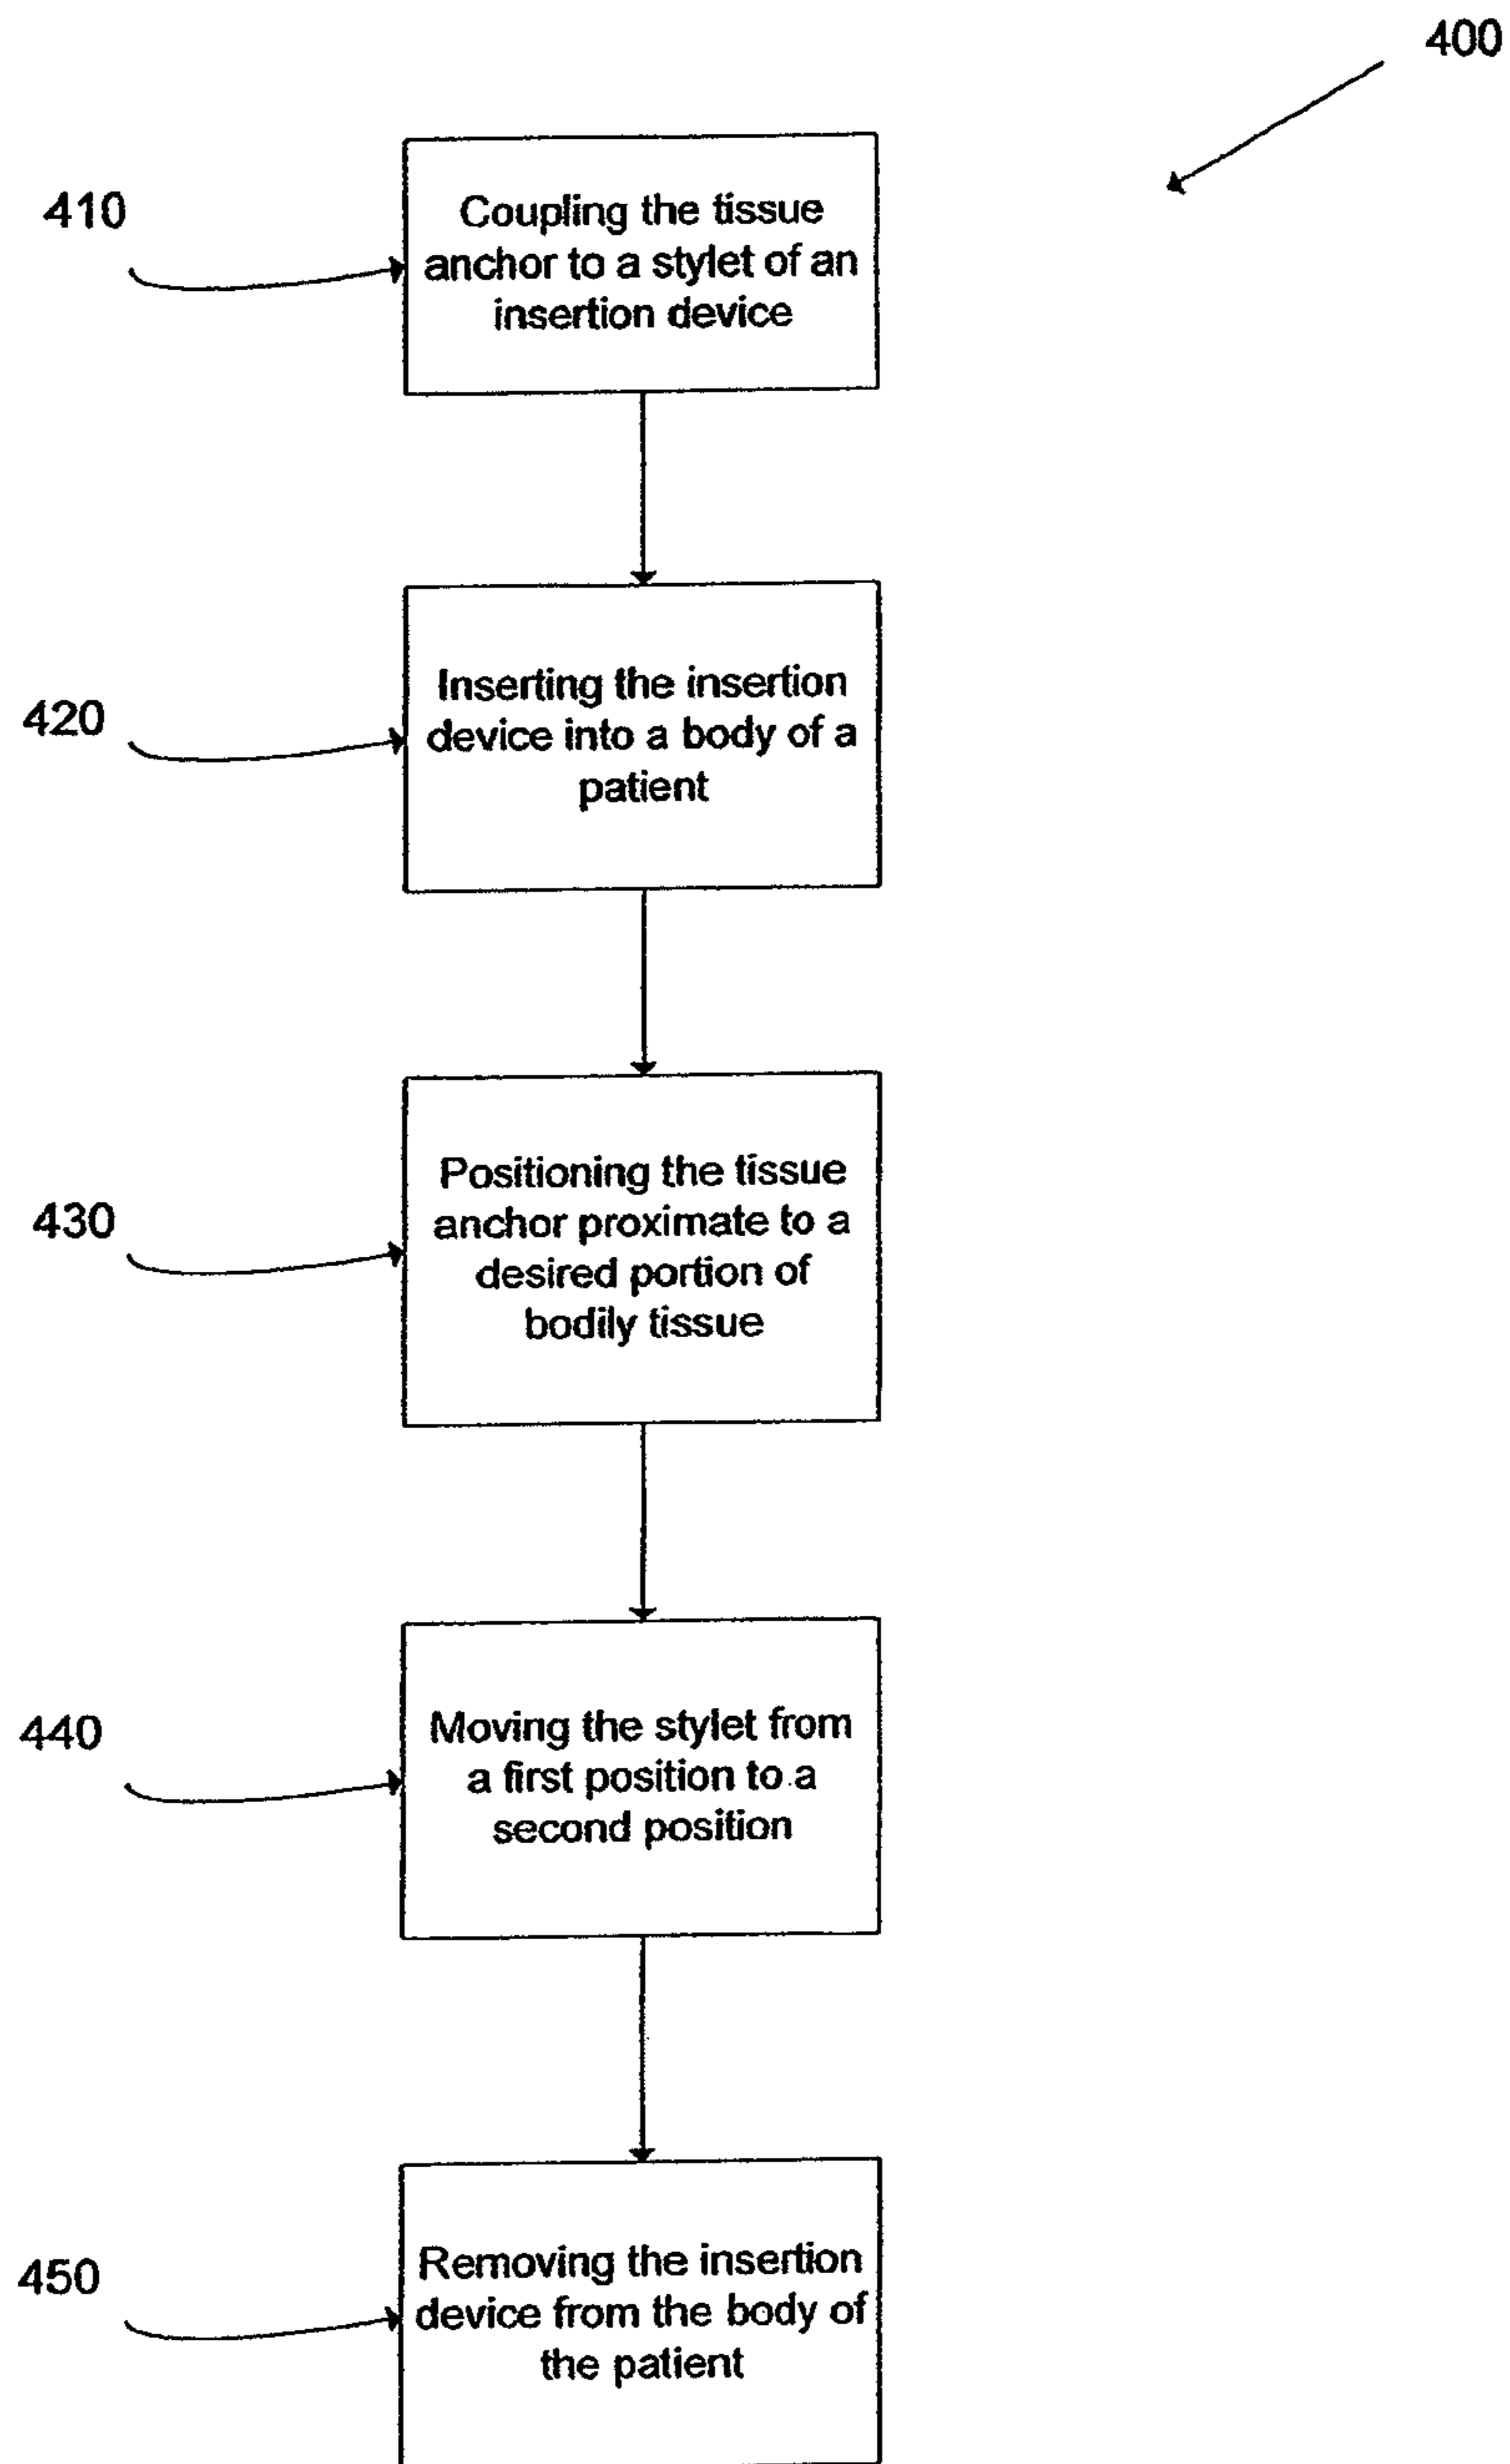 400
410
Coupling the tissue
anchor to a stylet of an
insertion device
420
Inserting the insertion
device into a body of a
patient
430
Positioning the tissue
anchor proximate to a
desired portion of
bodily tissue
440
Moving the stylet from
a first position to a
second position
450
Removing the insertion
device from the body of
the patient